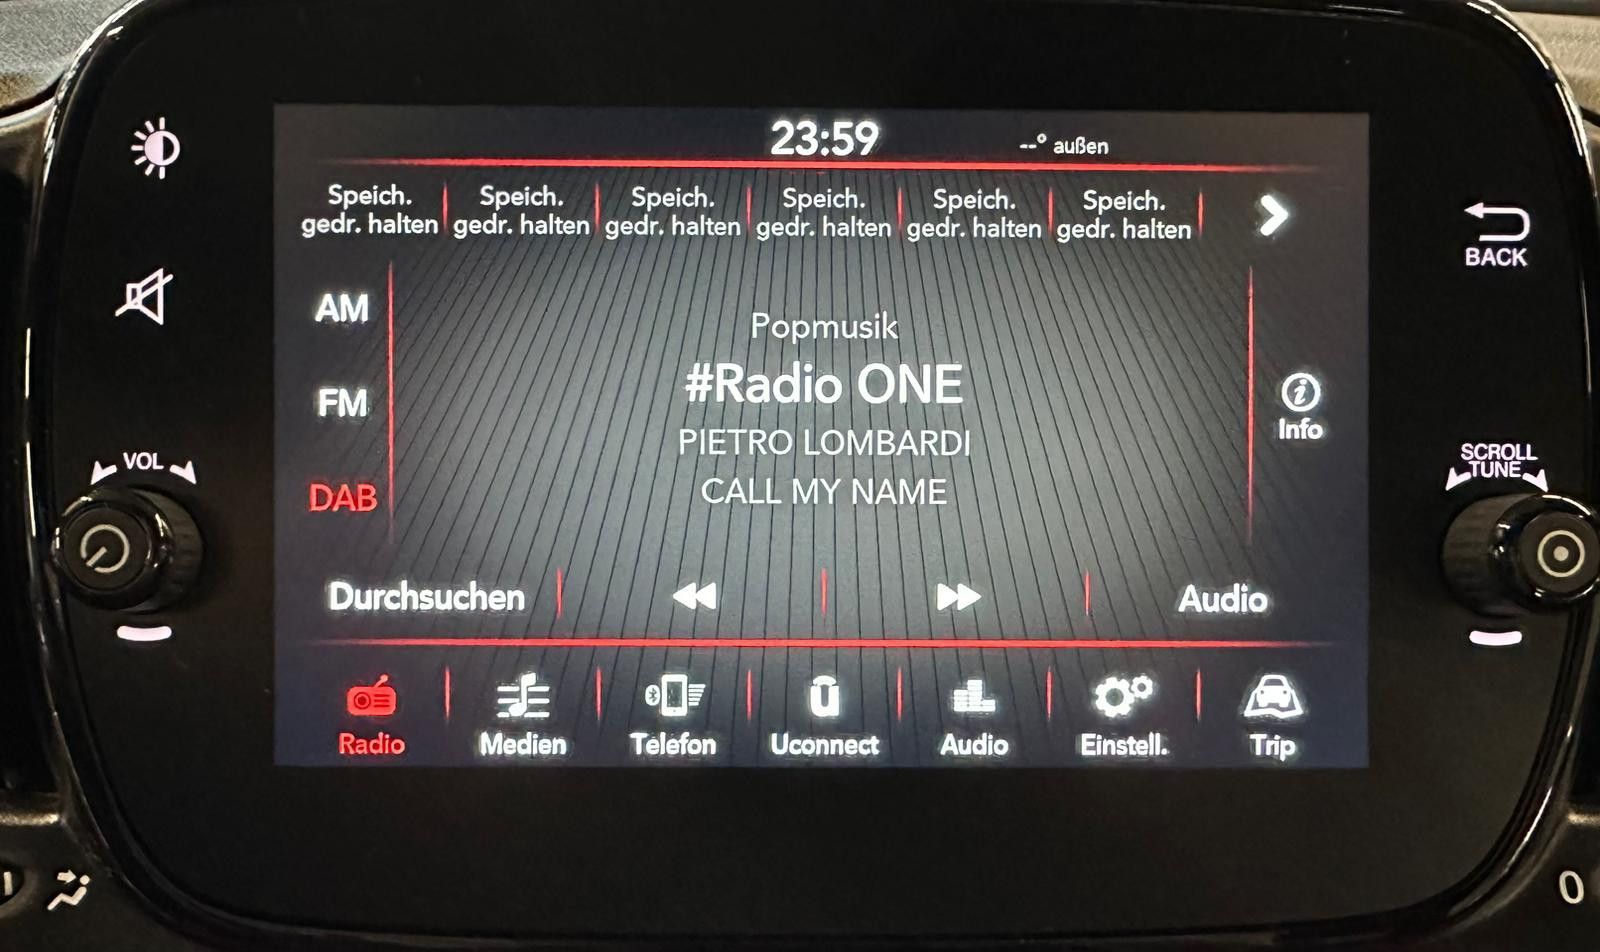 23:59
--° außen
Speich. gedr. halten
Speich. gedr. halten
Speich. gedr. halten
Speich. gedr. halten
Speich. gedr. halten
Speich. gedr. halten
BACK
AM
Popmusik
#Radio ONE
FM
Info
PIETRO LOMBARDI
VOL
SCROLL
TUNE
DAB
CALL MY NAME
Durchsuchen
Audio
Radio
Medien
Telefon
Uconnect
Audio
Einstell.
Trip
0